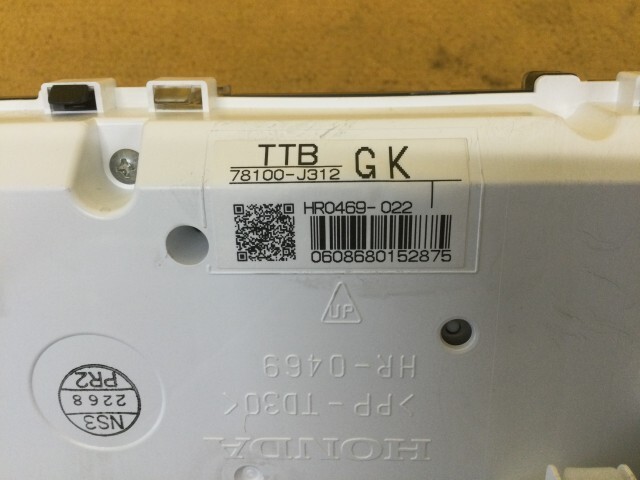 TTB GK
78100-J312
HR0469-022
0608680152875
UP
HR-0469
>PP-TD30<
HONDA
NS3
2268
PR2